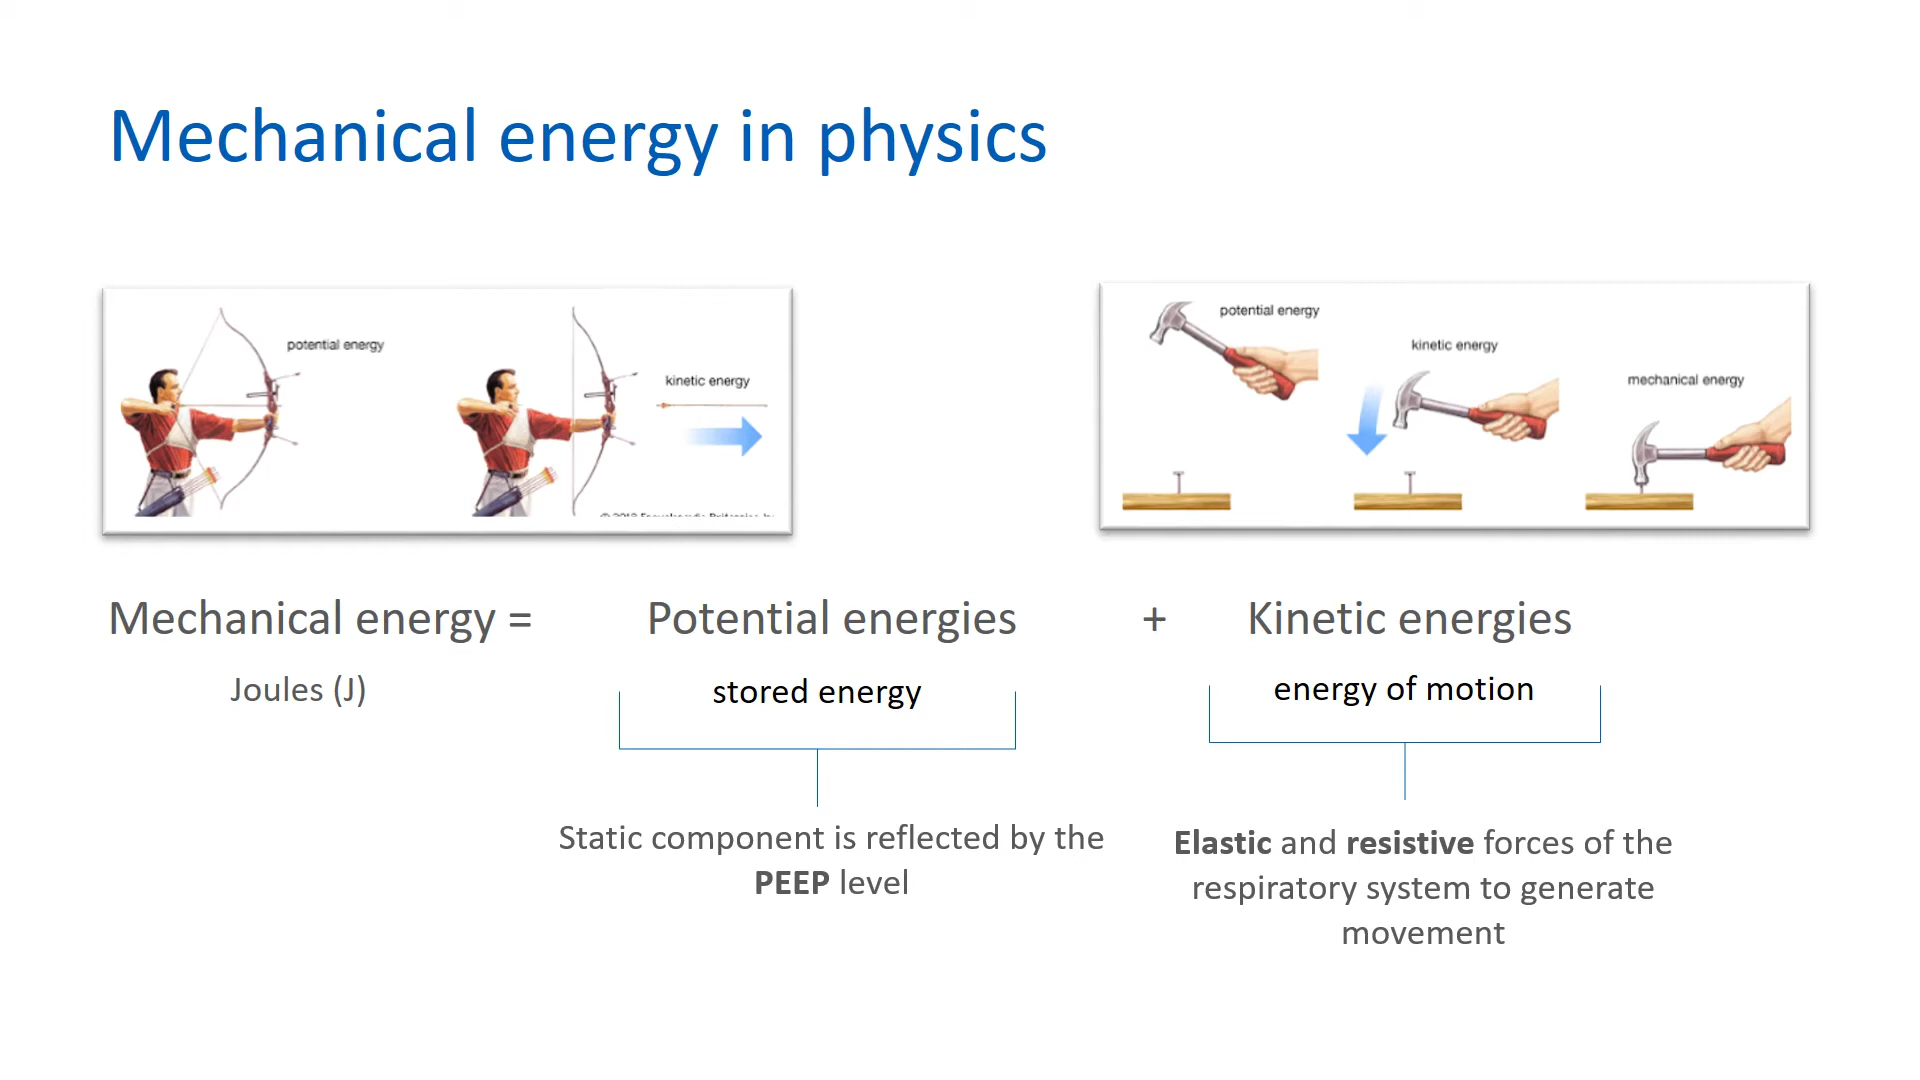 Mechanical energy in physics
potential energy
kinetic energy
potential energy
kinetic energy
mechanical energy
Mechanical energy = Potential energies + Kinetic energies
Joules (J) stored energy energy of motion
Static component is reflected by the
PEEP level
Elastic and resistive forces of the
respiratory system to generate
movement